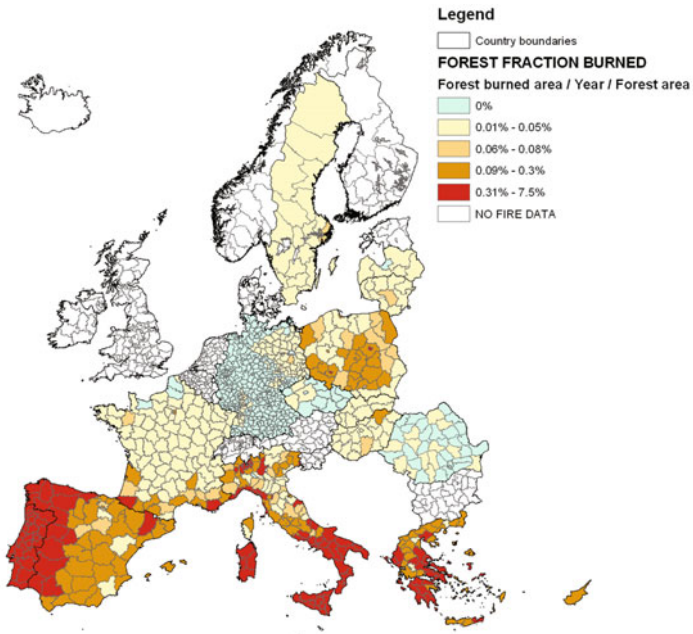 Legend
Country boundaries
FOREST FRACTION BURNED
Forest burned area / Year / Forest area
0%
0.01% - 0.05%
0.06% - 0.08%
0.09% - 0.3%
0.31% - 7.5%
NO FIRE DATA